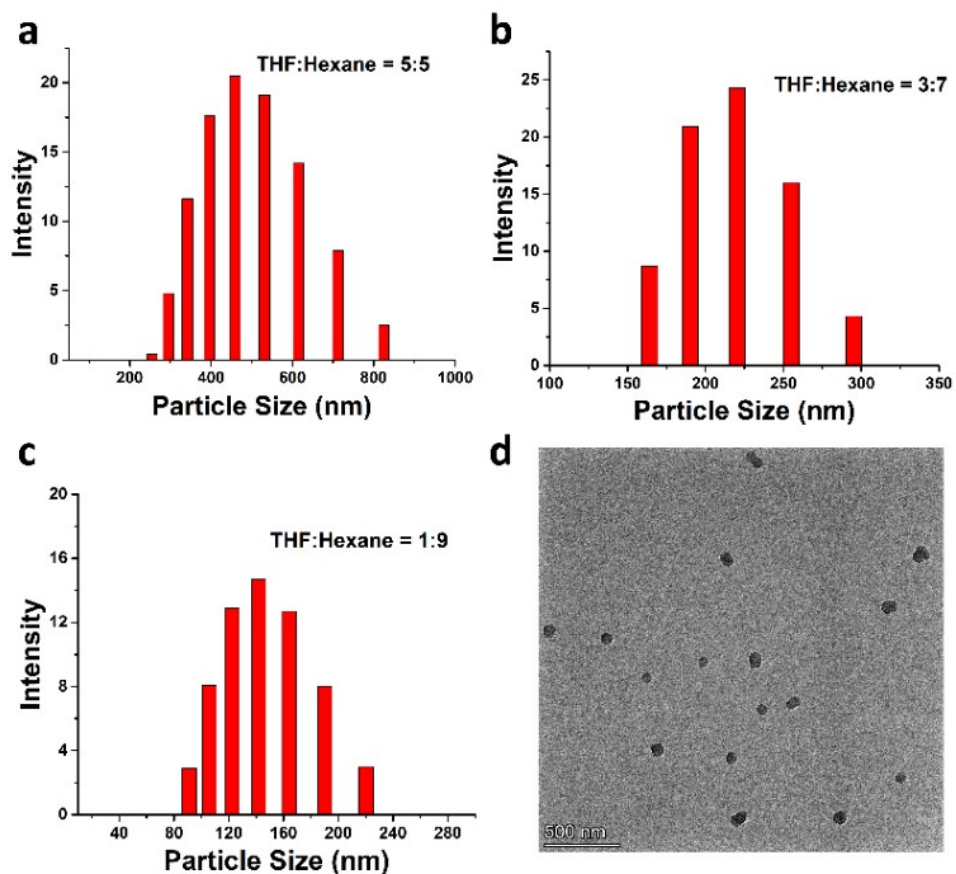 a
THF:Hexane = 5:5
20
15
10
5
0
200
400
600
800
1000
Intensity
Particle Size (nm)
b
THF:Hexane = 3:7
25
20
15
10
5
0
100
150
200
250
300
350
Intensity
Particle Size (nm)
c
THF:Hexane = 1:9
20
16
12
8
4
0
40
80
120
160
200
240
280
Intensity
Particle Size (nm)
d
500 nm